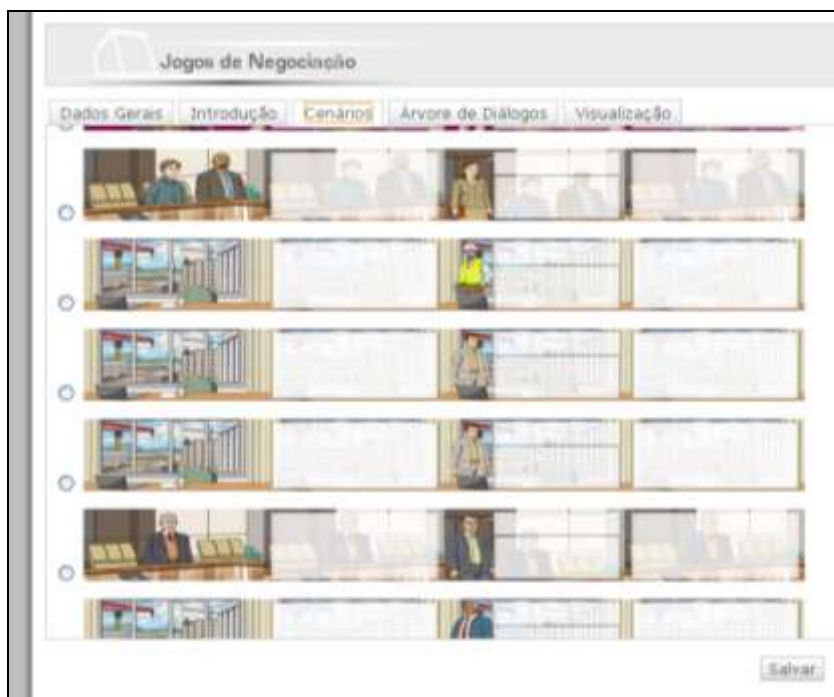 Jogos de Negociação
Dados Gerais Introdução Cenários Árvore de Diálogos Visualização
Salvar